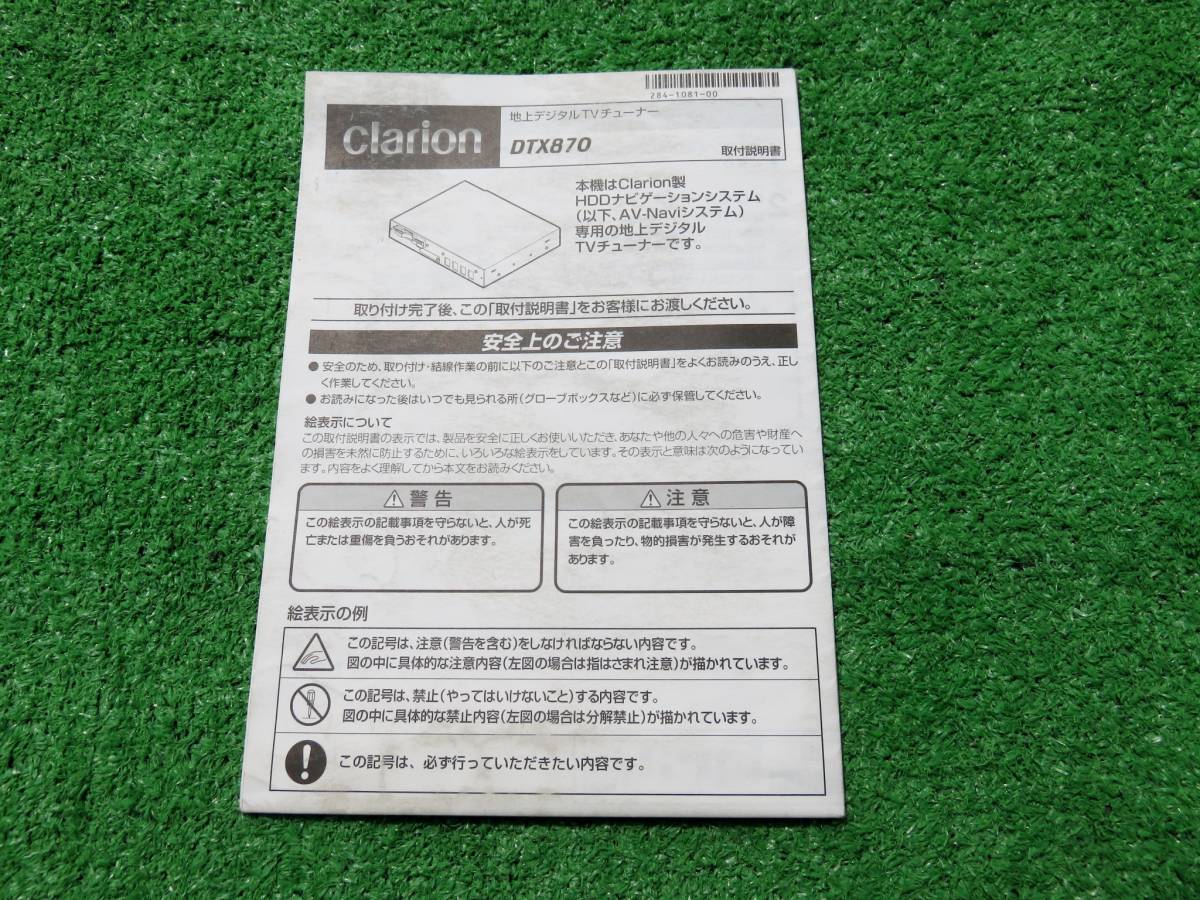 284-1081-00
Clarion
地上デジタルTVチューナー
DTX870
取付説明書
本機はClarion製
HDDナビゲーションシステム
(以下、AV-Naviシステム)
専用の地上デジタル
TVチューナーです。
取り付け完了後、この「取付説明書」をお客様にお渡しください。
安全上のご注意
● 安全のため、取り付け・結線作業の前に以下のご注意とこの「取付説明書」をよくお読みのうえ、正し
く作業してください。
● お読みになった後はいつでも見られる所(グローブボックスなど)に必ず保管してください。
絵表示について
この取付説明書の表示では、製品を安全に正しくお使いいただき、あなたや他の人々への危害や財産へ
の損害を未然に防止するために、いろいろな絵表示をしています。その表示と意味は次のようになってい
ます。内容をよく理解してから本文をお読みください。
⚠ 警告
この絵表示の記載事項を守らないと、人が死
亡または重傷を負うおそれがあります。
⚠ 注意
この絵表示の記載事項を守らないと、人が障
害を負ったり、物的損害が発生するおそれが
あります。
絵表示の例
この記号は、注意(警告を含む)をしなければならない内容です。
図の中に具体的な注意内容(左図の場合は指はさまれ注意)が描かれています。
この記号は、禁止(やってはいけないこと)する内容です。
図の中に具体的な禁止内容(左図の場合は分解禁止)が描かれています。
この記号は、必ず行っていただきたい内容です。